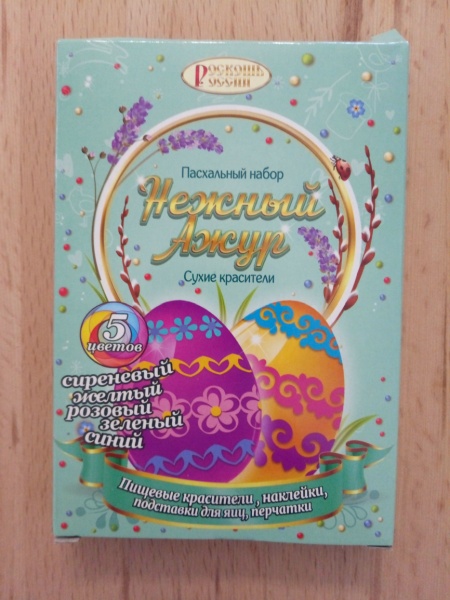 Роскошь
России
Пасхальный набор
Нежный
Ажур
Сухие красители
5
цветов
сиреневый
желтый
розовый
зеленый
синий
Пищевые красители , наклейки,
подставки для яиц, перчатки